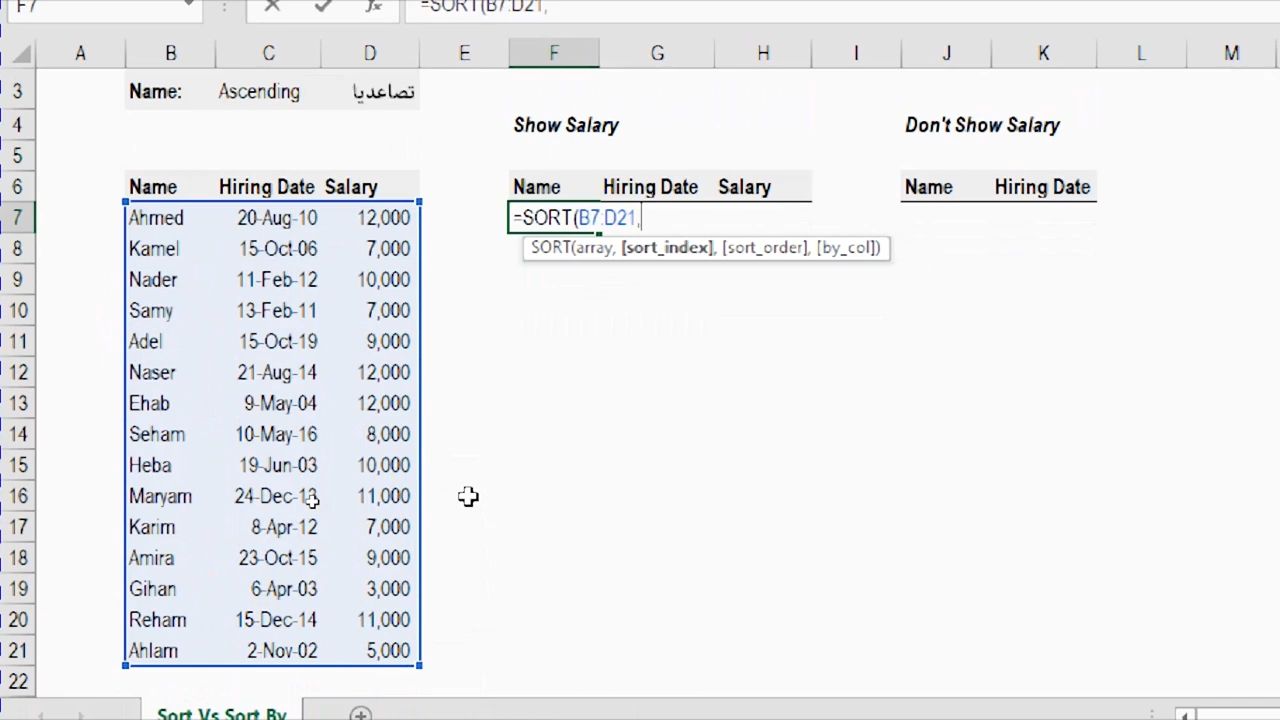 F7 =SORT(B7:D21,
A B C D E F G H I J K L M
3 Name: Ascending تصاعديا
4 Show Salary Don't Show Salary
5
6 Name Hiring Date Salary Name Hiring Date Salary Name Hiring Date
7 Ahmed 20-Aug-10 12,000 =SORT(B7:D21,
8 Kamel 15-Oct-06 7,000 SORT(array, [sort_index], [sort_order], [by_col])
9 Nader 11-Feb-12 10,000
10 Samy 13-Feb-11 7,000
11 Adel 15-Oct-19 9,000
12 Naser 21-Aug-14 12,000
13 Ehab 9-May-04 12,000
14 Seham 10-May-16 8,000
15 Heba 19-Jun-03 10,000
16 Maryam 24-Dec-13 11,000
17 Karim 8-Apr-12 7,000
18 Amira 23-Oct-15 9,000
19 Gihan 6-Apr-03 3,000
20 Reham 15-Dec-14 11,000
21 Ahlam 2-Nov-02 5,000
22
Sort Vs Sort By